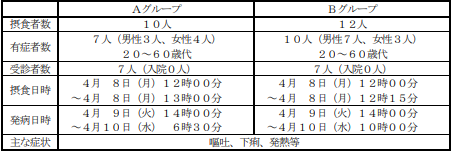 Aグループ Bグループ
摂食者数 10人 12人
有症者数 7人(男性3人、女性4人) 10人(男性7人、女性3人)
20~60歳代 20~60歳代
受診者数 7人(入院0人) 7人(入院0人)
摂食日時 4月 8日(月)12時00分 4月 8日(月)12時00分
~4月 8日(月)13時00分 ~4月 8日(月)12時15分
発病日時 4月 9日(火)14時00分 4月 9日(火)14時00分
~4月10日(水) 6時30分 ~4月10日(水)10時00分
主な症状 嘔吐、下痢、発熱等